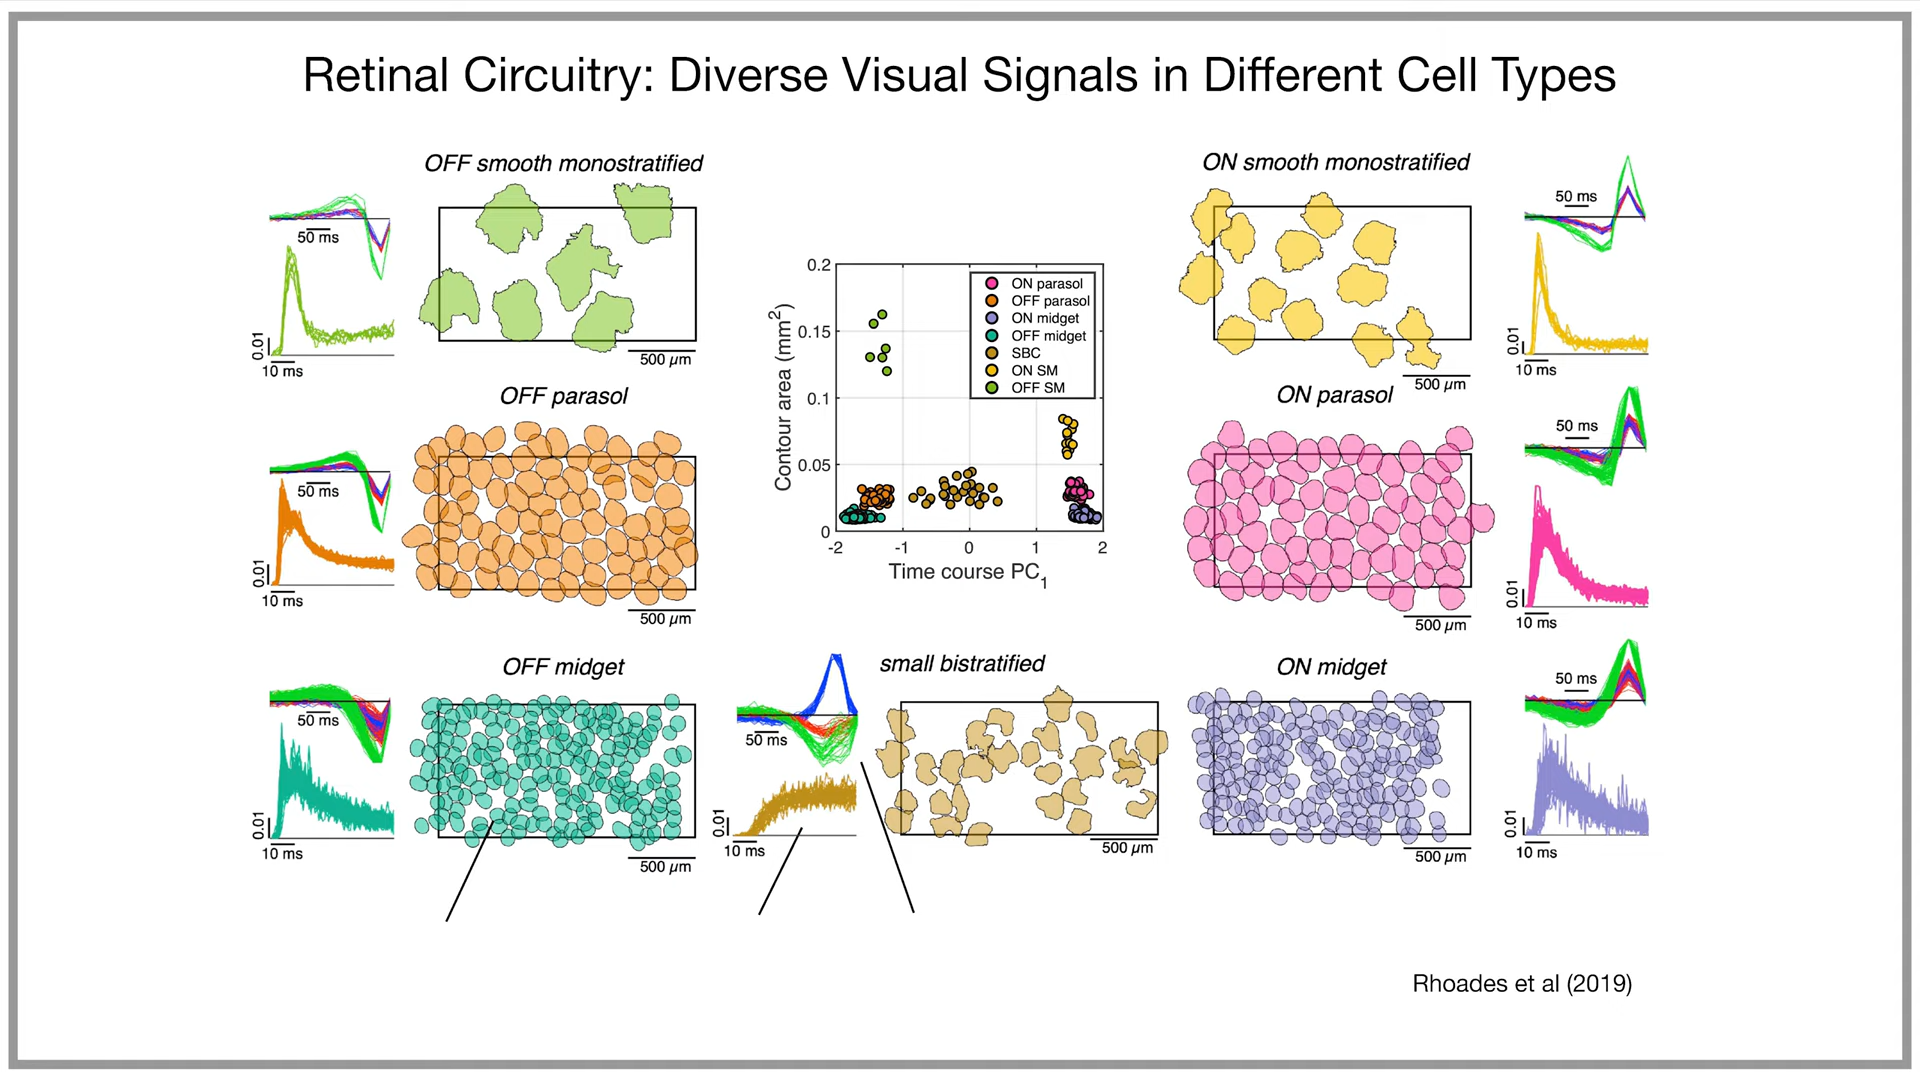 Retinal Circuitry: Diverse Visual Signals in Different Cell Types
OFF smooth monostratified
50 ms
0.01
10 ms
500 µm
ON smooth monostratified
50 ms
0.01
10 ms
500 µm
0.2
0.15
0.1
0.05
0
-2
-1
0
1
2
Contour area (mm2)
Time course PC1
ON parasol
OFF parasol
ON midget
OFF midget
SBC
ON SM
OFF SM
OFF parasol
50 ms
0.01
10 ms
500 µm
ON parasol
50 ms
0.01
10 ms
500 µm
OFF midget
50 ms
0.01
10 ms
500 µm
small bistratified
50 ms
0.01
10 ms
500 µm
ON midget
50 ms
0.01
10 ms
500 µm
Rhoades et al (2019)